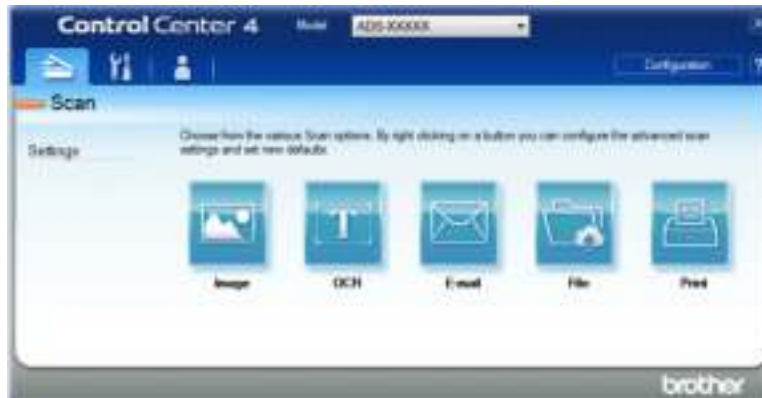 ControlCenter 4
Model
ADS-XXXXX
Configuration
?
Scan
Settings
Choose from the various Scan options. By right clicking on a button you can configure the advanced scan
settings and set new defaults.
T
Image
OCR
E-mail
File
Print
brother